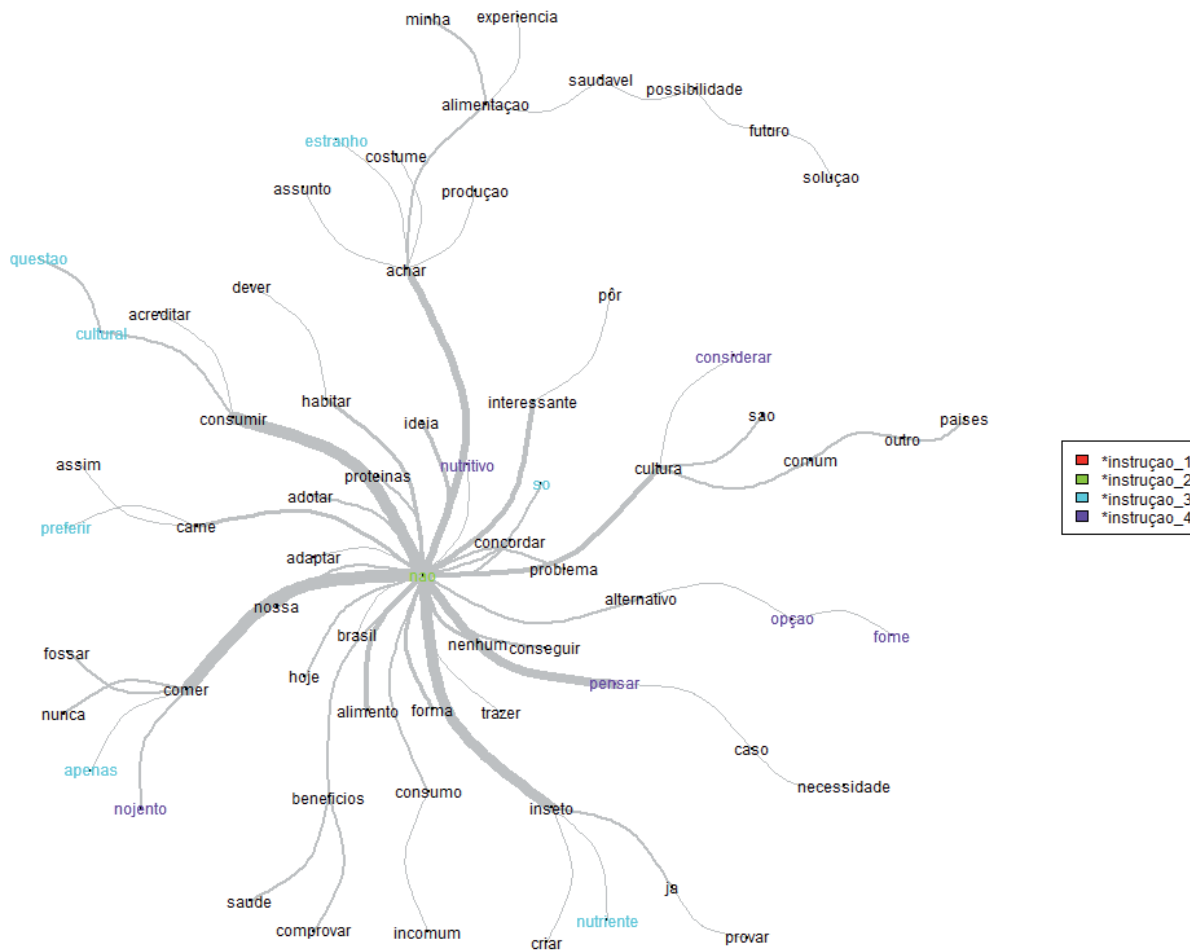 minha
experiencia
saudavel
possibilidade
alimentaçao
futuro
estranho
costume
soluçao
assunto
produçao
questao
achar
dever
pôr
acreditar
cultural
considerar
habitar
interessante
consumir
ideia
sao
paises
outro
assim
nutritivo
cultura
comum
proteinas
so
adotar
preferir
carne
concordar
adaptar
problema
nao
nossa
alternativo
opçao
brasil
nenhum
conseguir
fome
fossar
hoje
pensar
comer
nunca
alimento
forma
trazer
caso
apenas
necessidade
nojento
beneficios
consumo
inseto
ja
saude
nutriente
comprovar
incomum
criar
provar
*instruçao_1
*instruçao_2
*instruçao_3
*instruçao_4